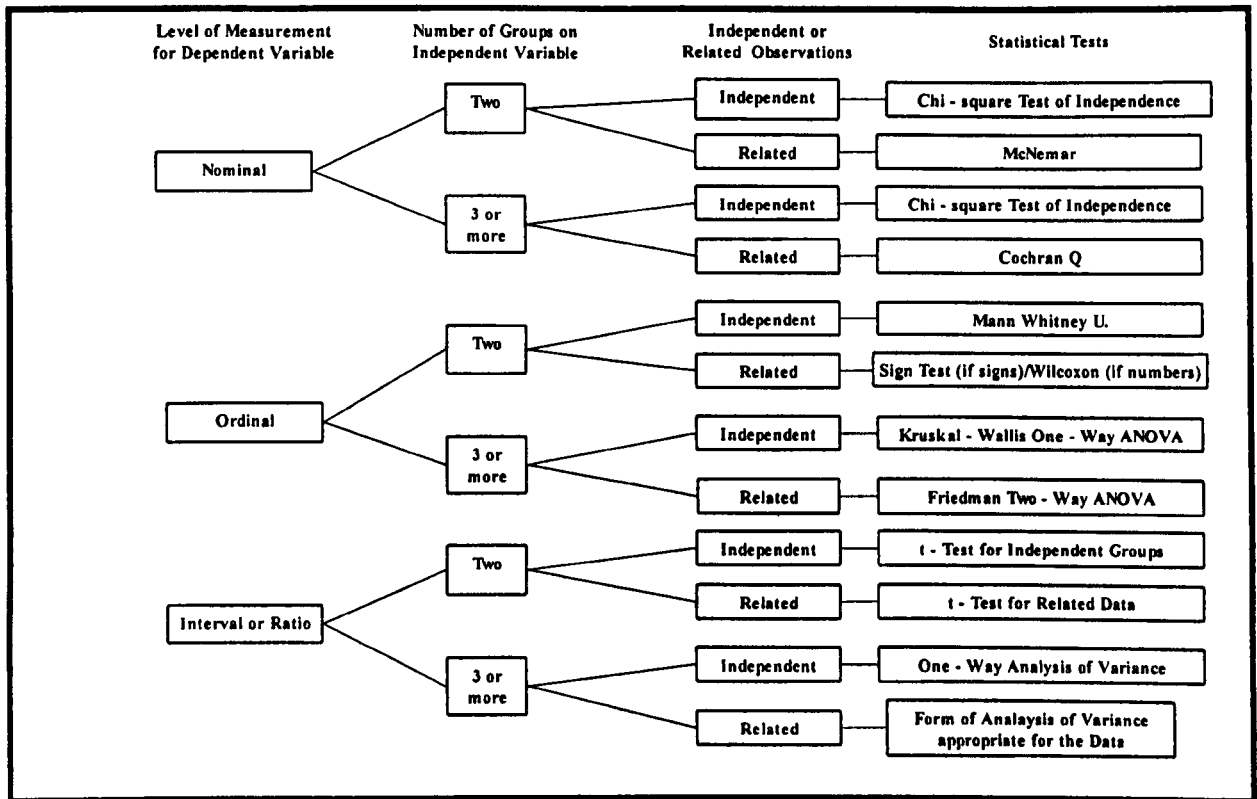 Level of Measurement
for Dependent Variable
Number of Groups on
Independent Variable
Independent or
Related Observations
Statistical Tests
Nominal
Two
Independent
Chi - square Test of Independence
Related
McNemar
3 or
more
Independent
Chi - square Test of Independence
Related
Cochran Q
Ordinal
Two
Independent
Mann Whitney U.
Related
Sign Test (if signs)/Wilcoxon (if numbers)
3 or
more
Independent
Kruskal - Wallis One - Way ANOVA
Related
Friedman Two - Way ANOVA
Interval or Ratio
Two
Independent
t - Test for Independent Groups
Related
t - Test for Related Data
3 or
more
Independent
One - Way Analysis of Variance
Related
Form of Analaysis of Variance
appropriate for the Data